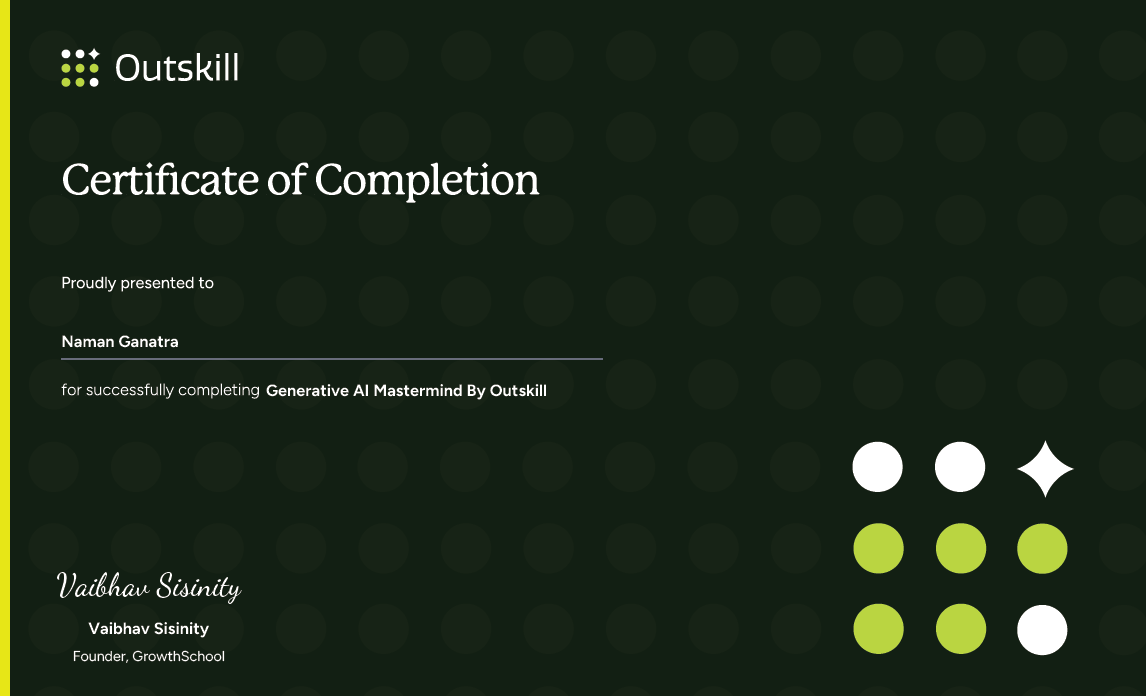 Outskill
Certificate of Completion
Proudly presented to
Naman Ganatra
for successfully completing Generative AI Mastermind By Outskill
Vaibhav Sisinity
Vaibhav Sisinity
Founder, GrowthSchool